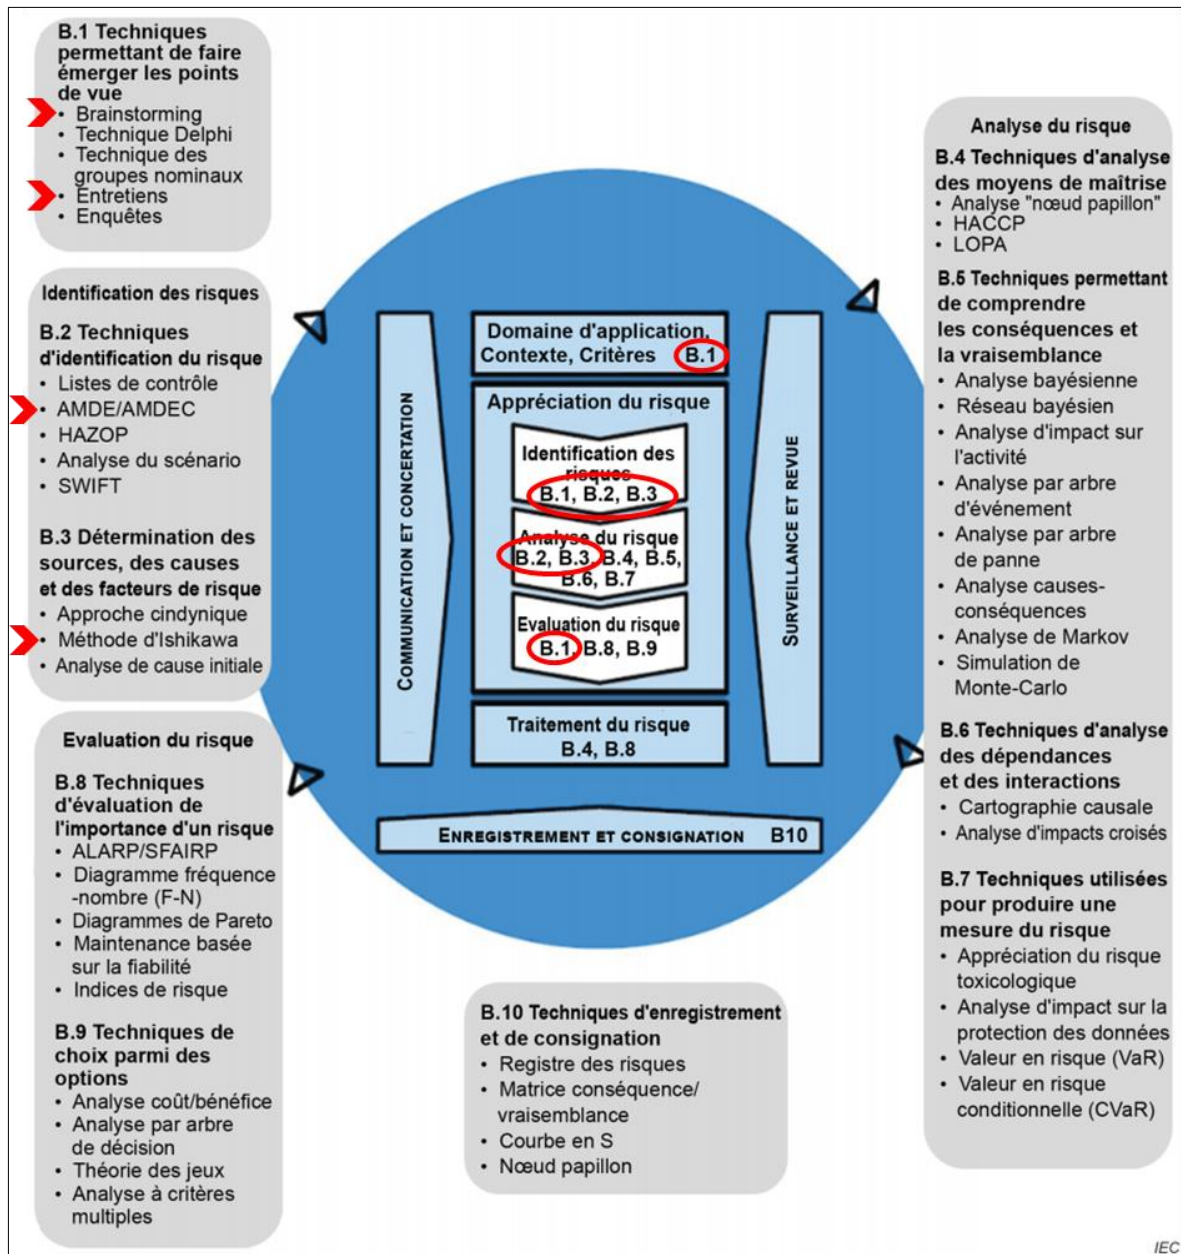 B.1 Techniques
permettant de faire
émerger les points
de vue
• Brainstorming
• Technique Delphi
• Technique des
groupes nominaux
• Entretiens
• Enquêtes
Identification des risques
B.2 Techniques
d'identification du risque
• Listes de contrôle
• AMDE/AMDEC
• HAZOP
• Analyse du scénario
• SWIFT
B.3 Détermination des
sources, des causes
et des facteurs de risque
• Approche cindynique
• Méthode d'Ishikawa
• Analyse de cause initiale
Evaluation du risque
B.8 Techniques
d'évaluation de
l'importance d'un risque
• ALARP/SFAIRP
• Diagramme fréquence
-nombre (F-N)
• Diagrammes de Pareto
• Maintenance basée
sur la fiabilité
• Indices de risque
B.9 Techniques de
choix parmi des
options
• Analyse coût/bénéfice
• Analyse par arbre
de décision
• Théorie des jeux
• Analyse à critères
multiples
COMMUNICATION ET CONCERTATION
Domaine d'application,
Contexte, Critères B.1
Appréciation du risque
Identification des
risques
B.1, B.2, B.3
Analyse du risque
B.2, B.3, B.4, B.5,
B.6, B.7
Evaluation du risque
B.1, B.8, B.9
Traitement du risque
B.4, B.8
SURVEILLANCE ET REVUE
ENREGISTREMENT ET CONSIGNATION B10
B.10 Techniques d'enregistrement
et de consignation
• Registre des risques
• Matrice conséquence/
vraisemblance
• Courbe en S
• Nœud papillon
Analyse du risque
B.4 Techniques d'analyse
des moyens de maîtrise
• Analyse "nœud papillon"
• HACCP
• LOPA
B.5 Techniques permettant
de comprendre
les conséquences et
la vraisemblance
• Analyse bayésienne
• Réseau bayésien
• Analyse d'impact sur
l'activité
• Analyse par arbre
d'événement
• Analyse par arbre
de panne
• Analyse causes-
conséquences
• Analyse de Markov
• Simulation de
Monte-Carlo
B.6 Techniques d'analyse
des dépendances
et des interactions
• Cartographie causale
• Analyse d'impacts croisés
B.7 Techniques utilisées
pour produire une
mesure du risque
• Appréciation du risque
toxicologique
• Analyse d'impact sur la
protection des données
• Valeur en risque (VaR)
• Valeur en risque
conditionnelle (CVaR)
IEC